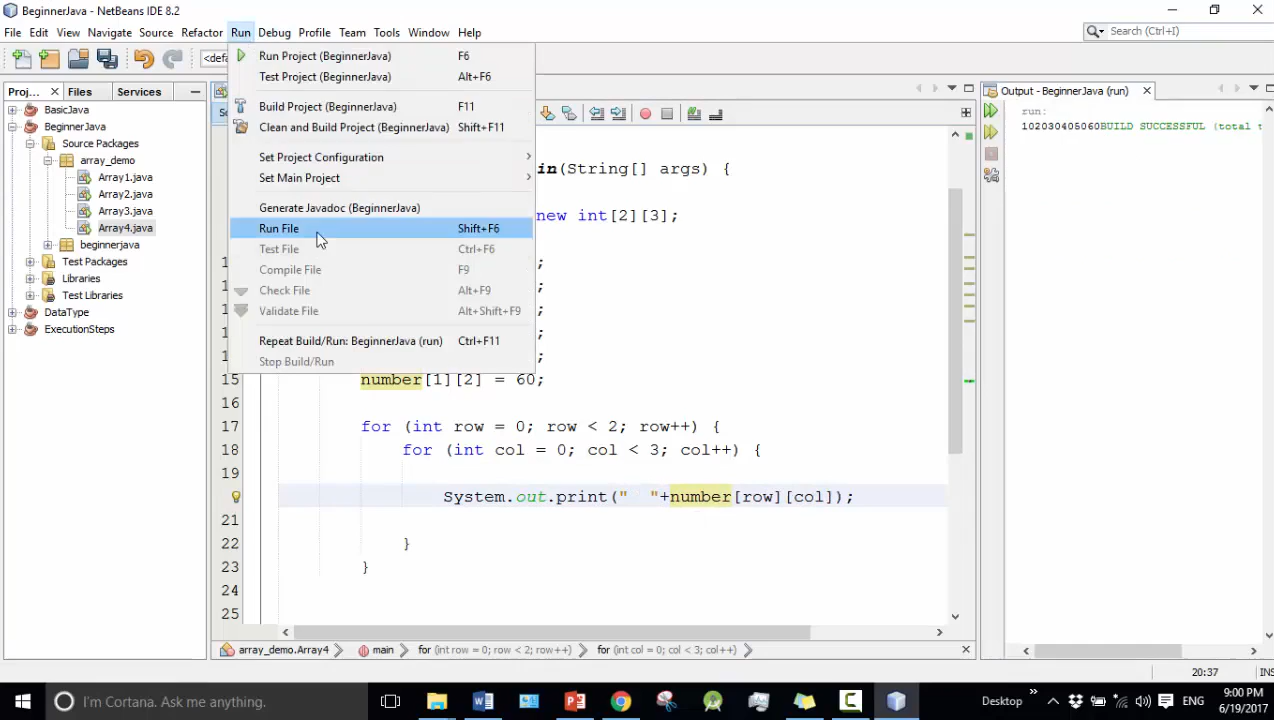 BeginnerJava - NetBeans IDE 8.2
File Edit View Navigate Source Refactor Run Debug Profile Team Tools Window Help
Search (Ctrl+I)
<def
Run Project (BeginnerJava) F6
Test Project (BeginnerJava) Alt+F6
Build Project (BeginnerJava) F11
Clean and Build Project (BeginnerJava) Shift+F11
Set Project Configuration
Set Main Project
Generate Javadoc (BeginnerJava)
Run File Shift+F6
Test File Ctrl+F6
Compile File F9
Check File Alt+F9
Validate File Alt+Shift+F9
Repeat Build/Run: BeginnerJava (run) Ctrl+F11
Stop Build/Run
Proj... Files Services
BasicJava
BeginnerJava
Source Packages
array_demo
Array1.java
Array2.java
Array3.java
Array4.java
beginnerjava
Test Packages
Libraries
Test Libraries
DataType
ExecutionSteps
in(String[] args) {
new int[2][3];
;
;
;
;
;
15 number[1][2] = 60;
16
17 for (int row = 0; row < 2; row++) {
18 for (int col = 0; col < 3; col++) {
19
System.out.print("  "+number[row][col]);
21
22 }
23 }
24
25
Output - BeginnerJava (run)
run:
102030405060BUILD SUCCESSFUL (total t
array_demo.Array4 main for (int row = 0; row < 2; row++) for (int col = 0; col < 3; col++)
20:37 INS
I'm Cortana. Ask me anything.
Desktop ENG
9:00 PM
6/19/2017